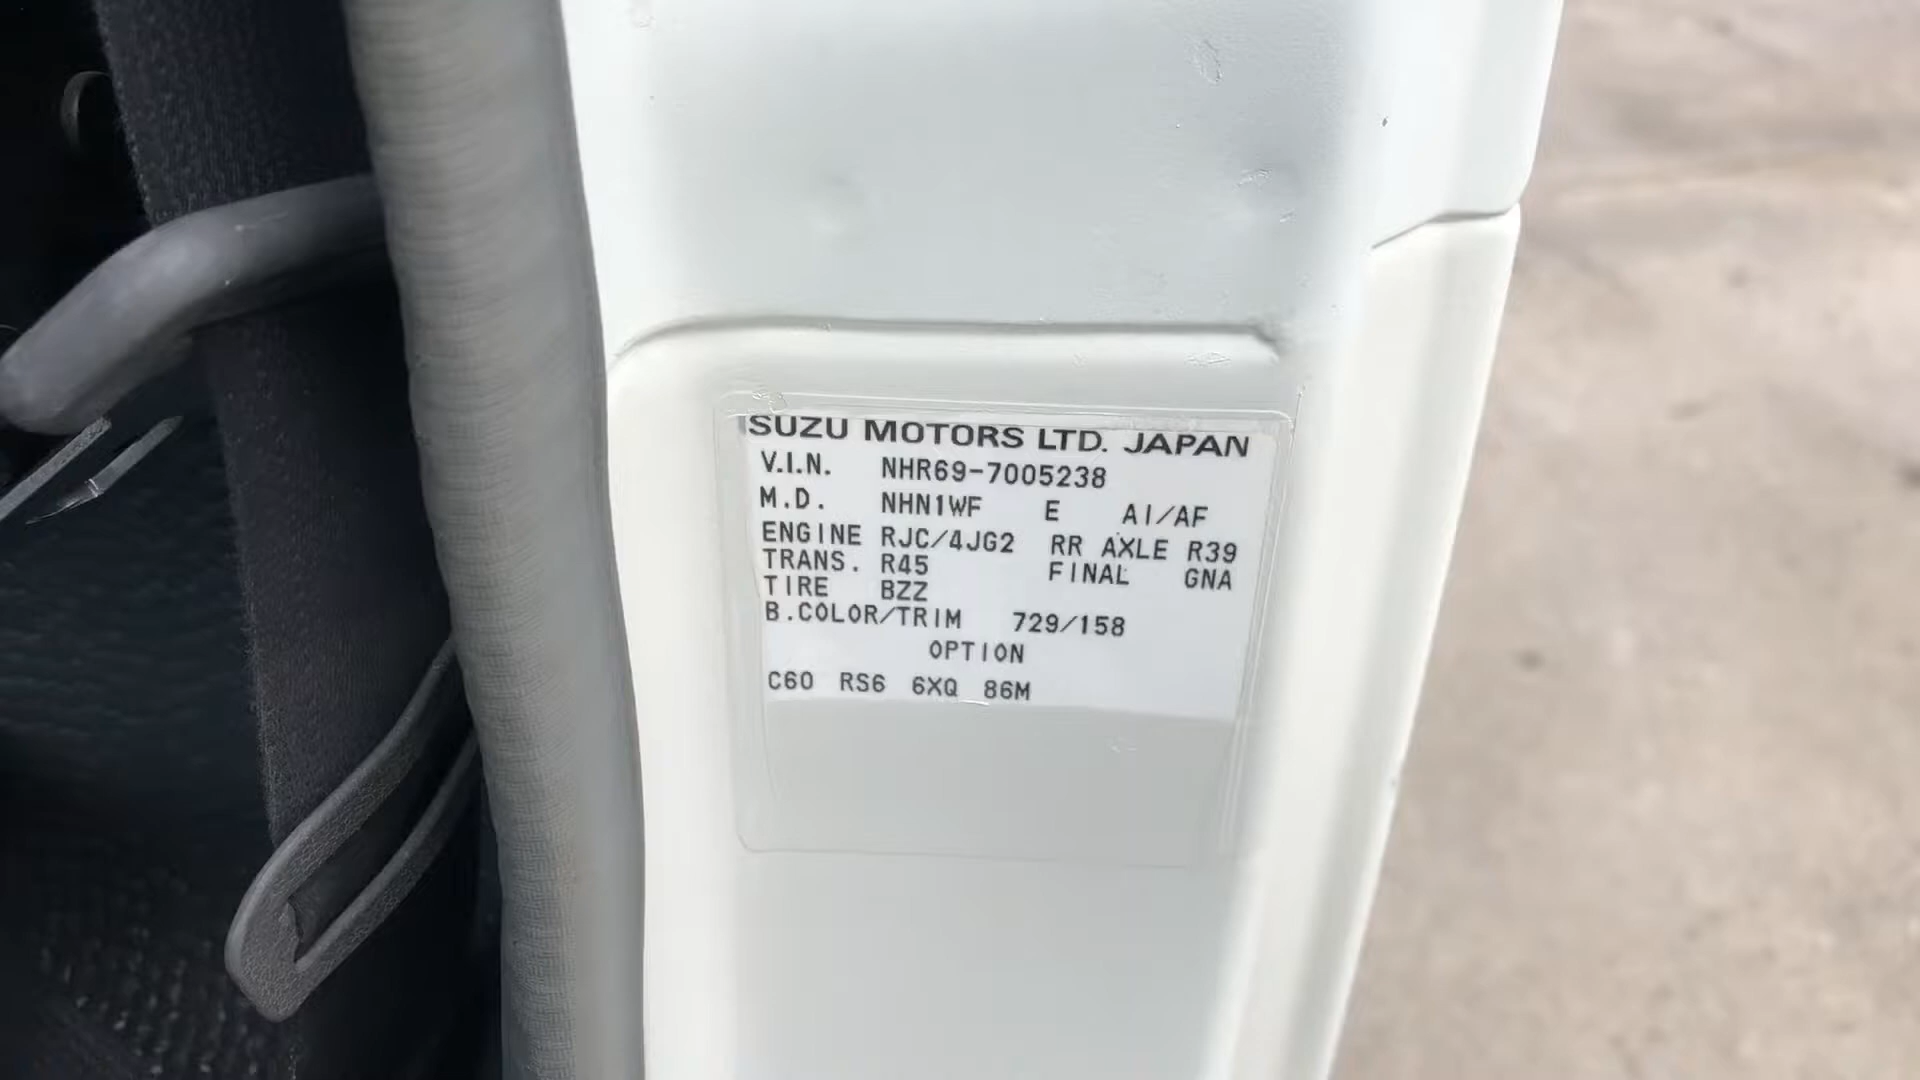 ISUZU MOTORS LTD. JAPAN
V.I.N. NHR69-7005238
M.D. NHN1WF E AI/AF
ENGINE RJC/4JG2 RR AXLE R39
TRANS. R45 FINAL GNA
TIRE BZZ
B.COLOR/TRIM 729/158
OPTION
C60 RS6 6XQ 86M